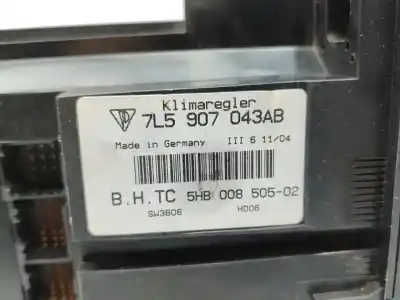 Klimaregler
7L5 907 043AB
Made in Germany III 6 11/04
B.H.TC 5HB 008 505-02
SW3606 H006